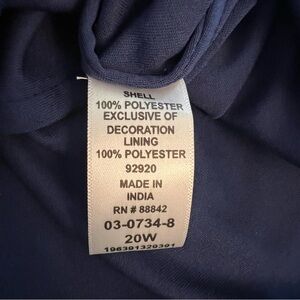 SHELL
100% POLYESTER
EXCLUSIVE OF
DECORATION
LINING
100% POLYESTER
92920
MADE IN
INDIA
RN # 88842
03-0734-8
20W